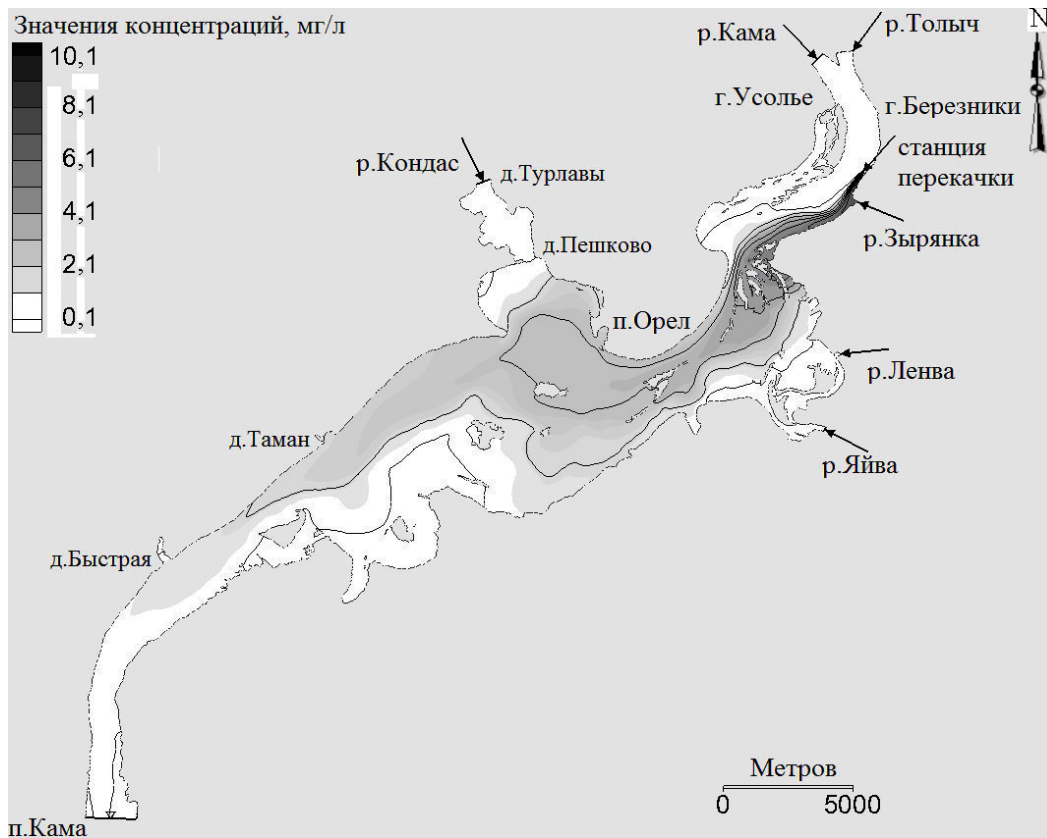 Значения концентраций, мг/л
10,1
8,1
6,1
4,1
2,1
0,1
р.Кама
р.Толыч
N
г.Усолье
г.Березники
станция
перекачки
р.Кондас
д.Турлавы
р.Зырянка
д.Пешково
п.Орел
р.Ленва
д.Таман
р.Яйва
д.Быстрая
Метров
0 5000
п.Кама